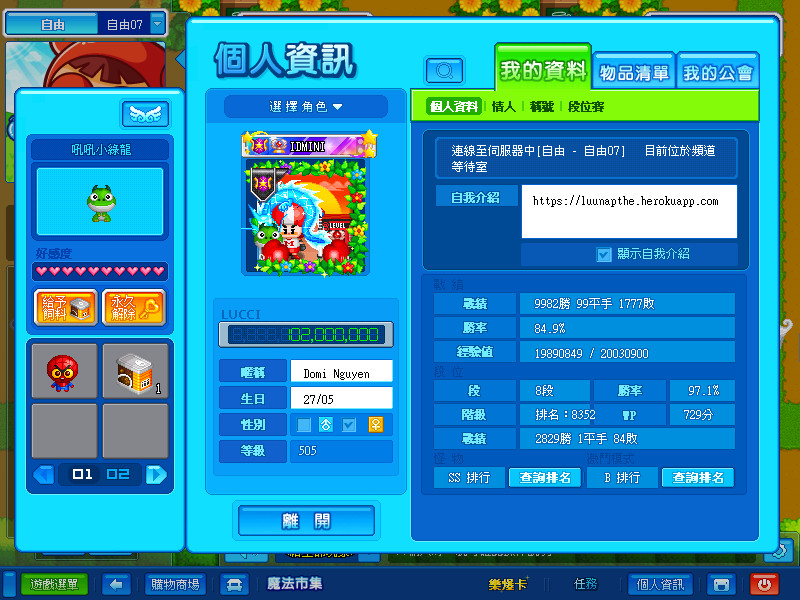 自由
自由07
個人資訊
我的資料
物品清單
我的公會
選擇角色
個人資料
情人
稱號
段位賽
吼吼小綠龍
IDMINI
LEVEL
連線至伺服器中[自由 - 自由07] 目前位於頻道
等待室
自我介紹
https://luunapthe.herokuapp.com
顯示自我介紹
好感度
給予
飼料
永久
解除
戰績
戰績
9982勝 99平手 1777敗
勝率
84.9%
經驗值
19890849 / 20030900
LUCCI
02,000,000
暱稱
Domi Nguyen
生日
27/05
性別
等級
505
段位
段
8段
勝率
97.1%
階級
排名:8352
WP
729分
戰績
2829勝 1平手 84敗
怪物
SS 排行
查詢排名
B 排行
查詢排名
1
01
02
離開
遊戲選單
購物商場
魔法市集
樂爆卡
任務
個人資訊